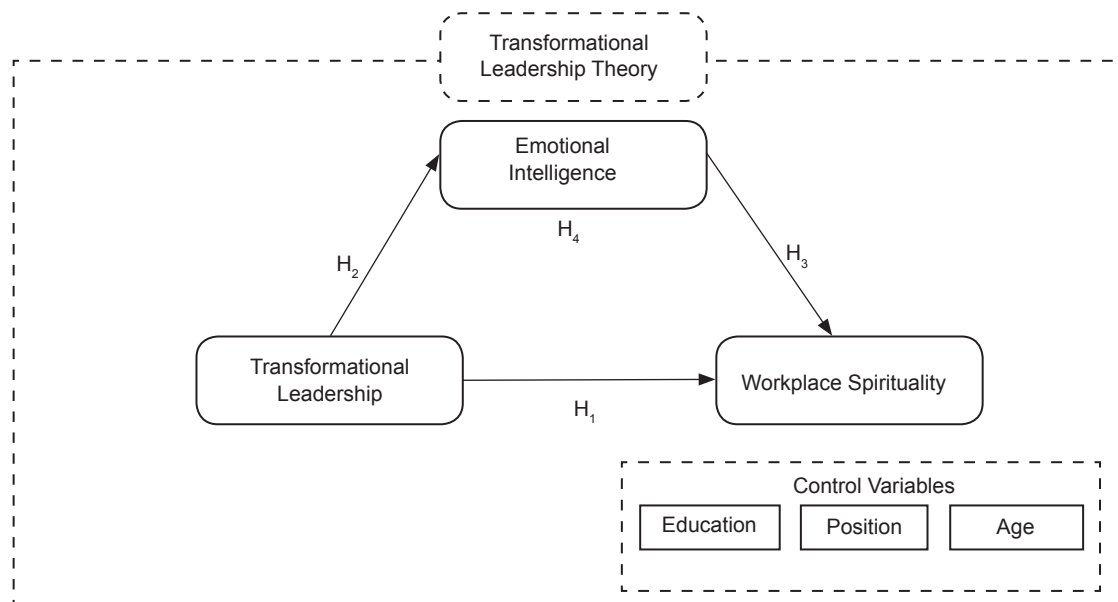 Transformational
Leadership Theory
Emotional
Intelligence
H₄
H₂
H₃
Transformational
Leadership
Workplace Spirituality
H₁
Control Variables
Education
Position
Age